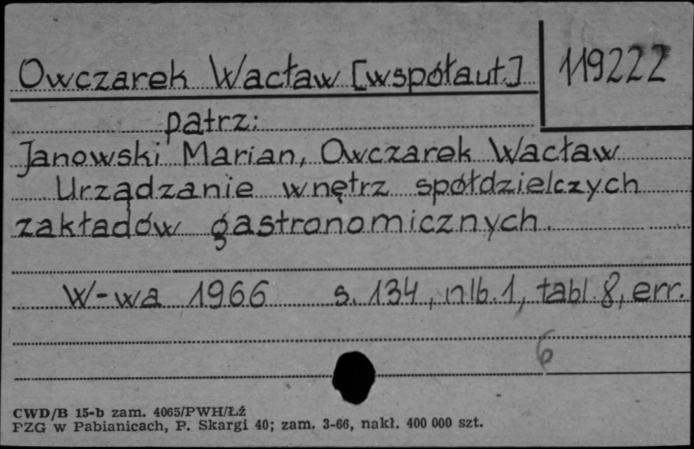 Owczarek Wacław [współaut.] 119222
patrz:
Janowski Marian, Owczarek Wacław
Urządzanie wnętrz spółdzielczych
zakładów gastronomicznych.
W-wa 1966 s. 134, nlb. 1, tabl. 8, err.
6
CWD/B 15-b zam. 4065/PWH/Łź
PZG w Pabianicach, P. Skargi 40; zam. 3-66, nakł. 400 000 szt.